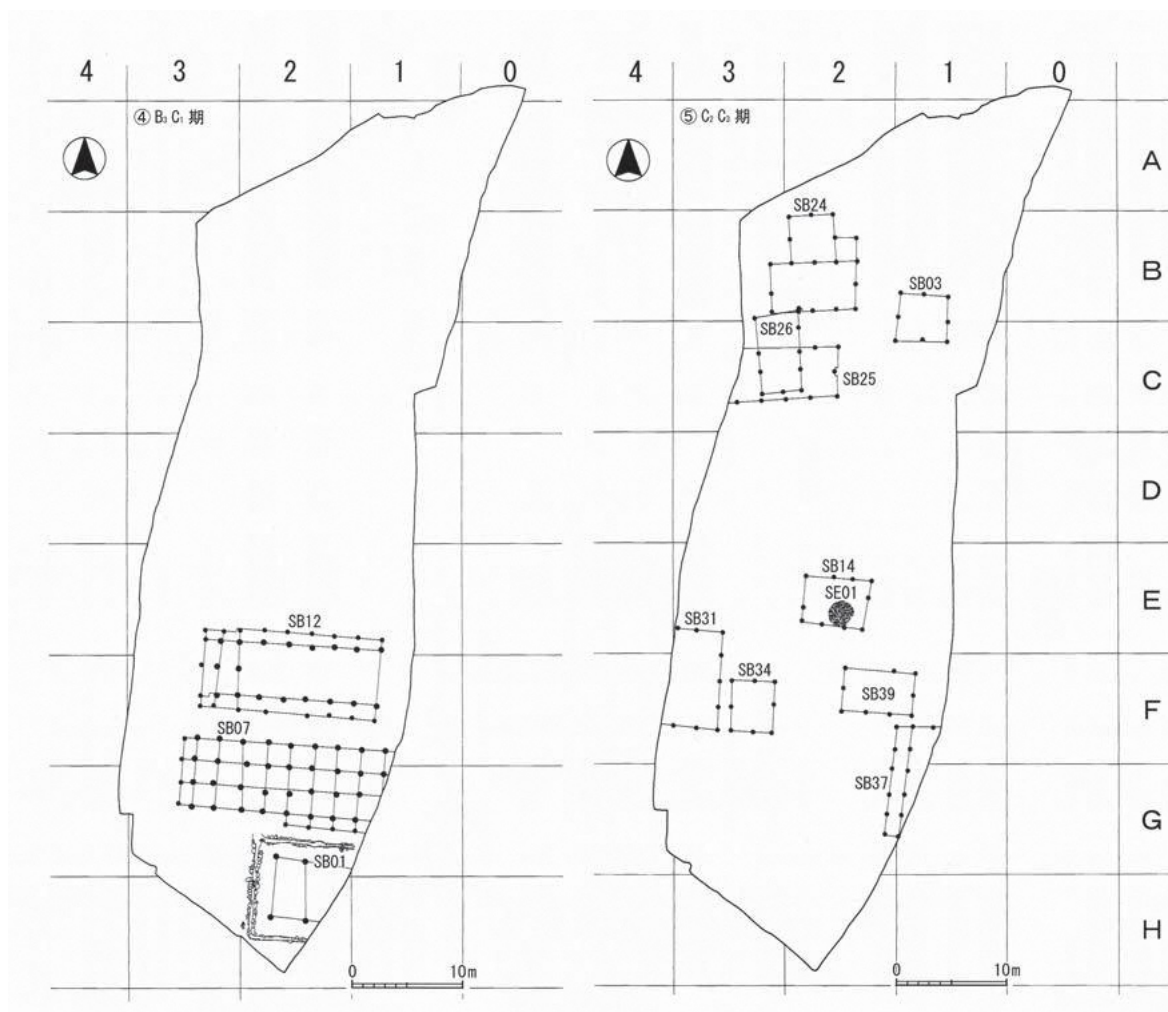 4 3 2 1 0
④ B₃ C₁ 期
SB12
SB07
SB01
0 10m
4 3 2 1 0
⑤ C₂ C₃ 期
A
SB24
B
SB03
SB26
SB25
C
D
SB14
SE01
E
SB31
SB34
SB39
F
SB37
G
H
0 10m